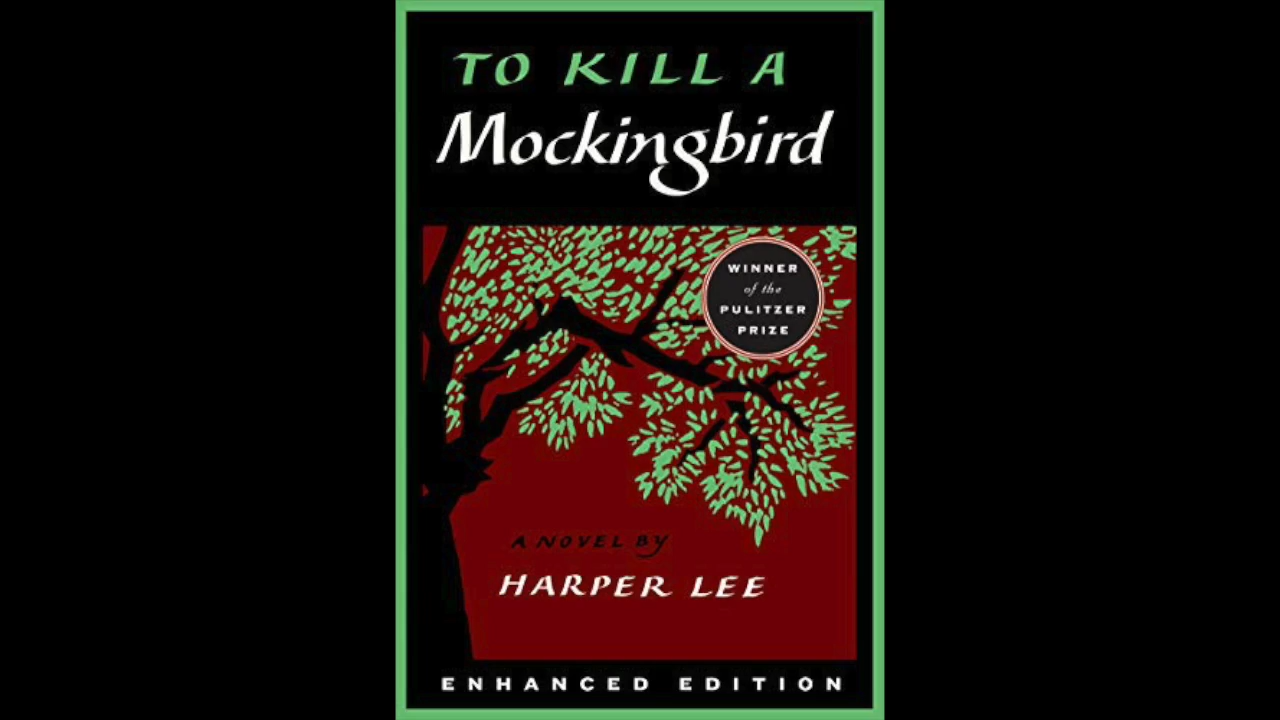 TO KILL A
Mockingbird
WINNER
of the
PULITZER
PRIZE
A NOVEL BY
HARPER LEE
ENHANCED EDITION